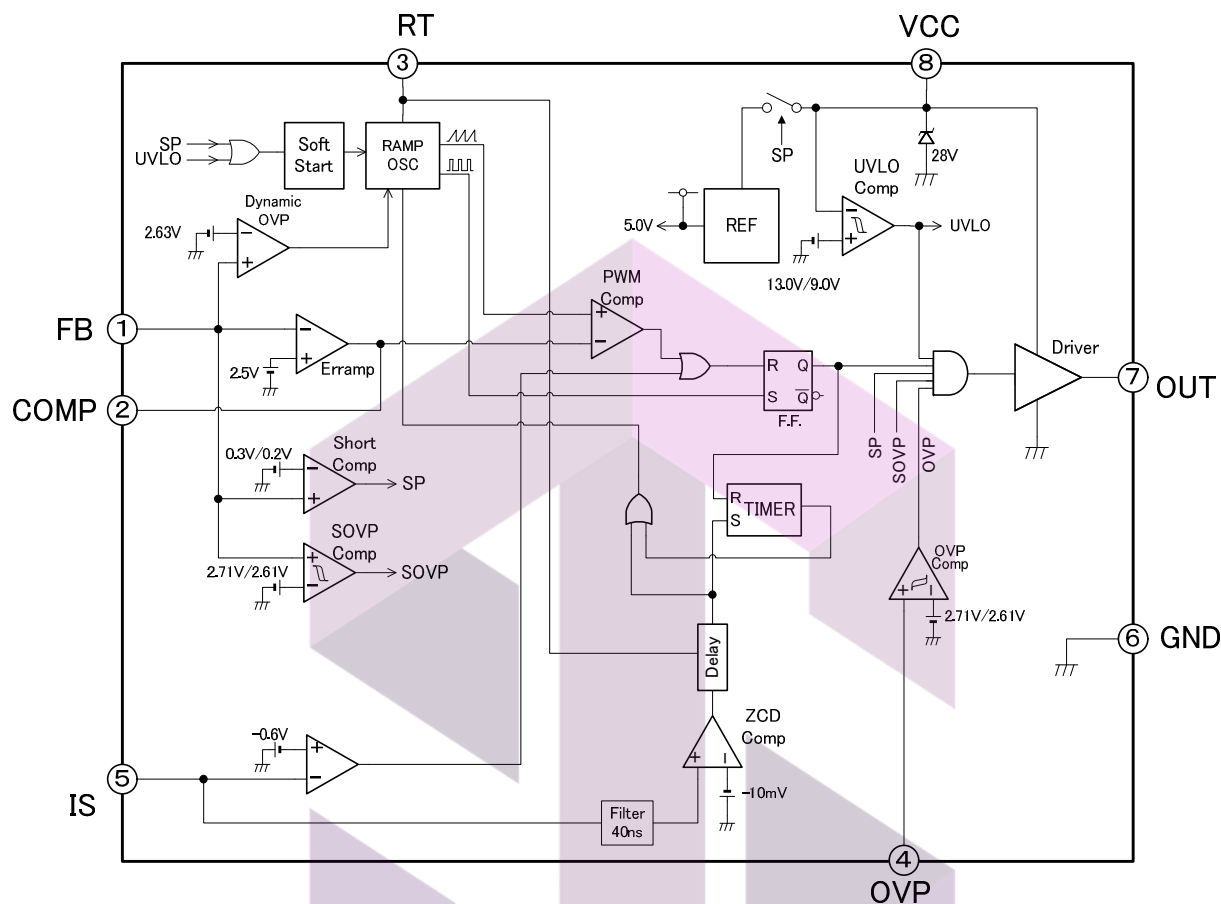 RT
VCC
3
8
SP
UVLO
Soft
Start
RAMP
OSC
SP
28V
UVLO
Comp
Dynamic
OVP
2.63V
5.0V
REF
UVLO
13.0V/9.0V
PWM
Comp
FB
1
Erramp
2.5V
Driver
R
Q
S
Q
F.F.
7
OUT
COMP
2
Short
Comp
0.3V/0.2V
SP
SP
SOVP
OVP
R
S
TIMER
SOVP
Comp
2.71V/2.61V
SOVP
OVP
Comp
2.71V/2.61V
6
GND
Delay
ZCD
Comp
-0.6V
5
IS
-10mV
Filter
40ns
4
OVP